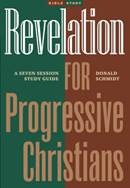 BIBLE STUDY
Revelation
A SEVEN SESSION
STUDY GUIDE
DONALD
SCHMIDT
FOR
Progressive
Christians